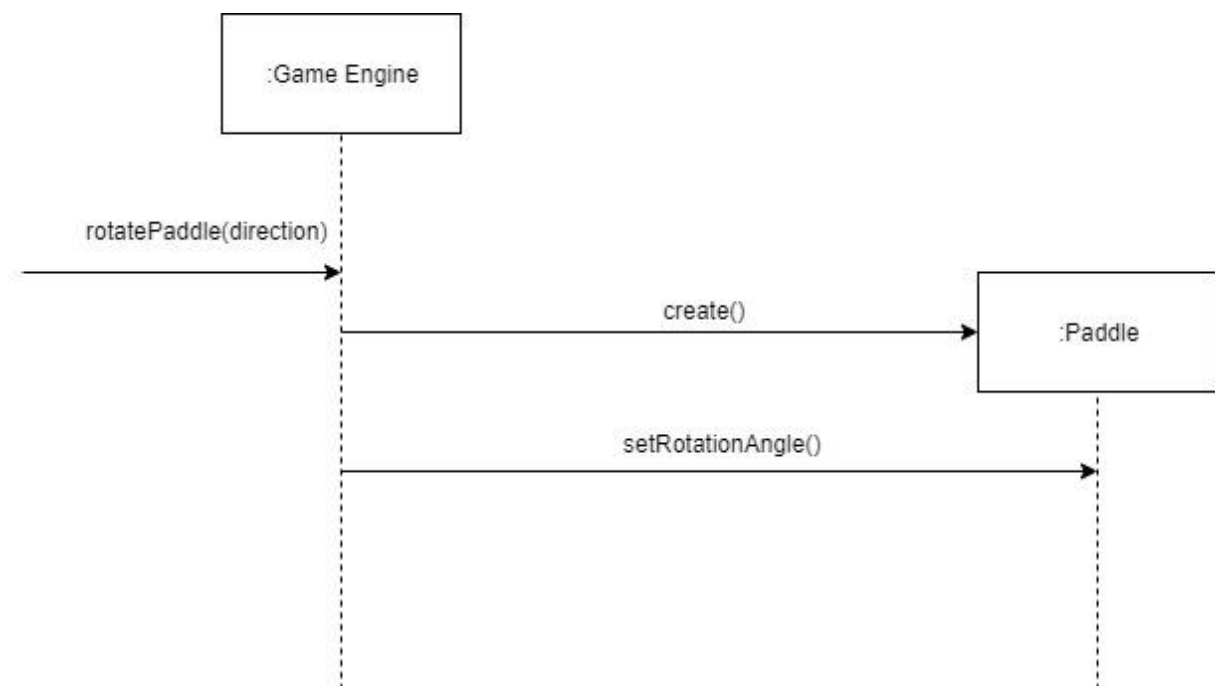 :Game Engine
rotatePaddle(direction)
create()
:Paddle
setRotationAngle()